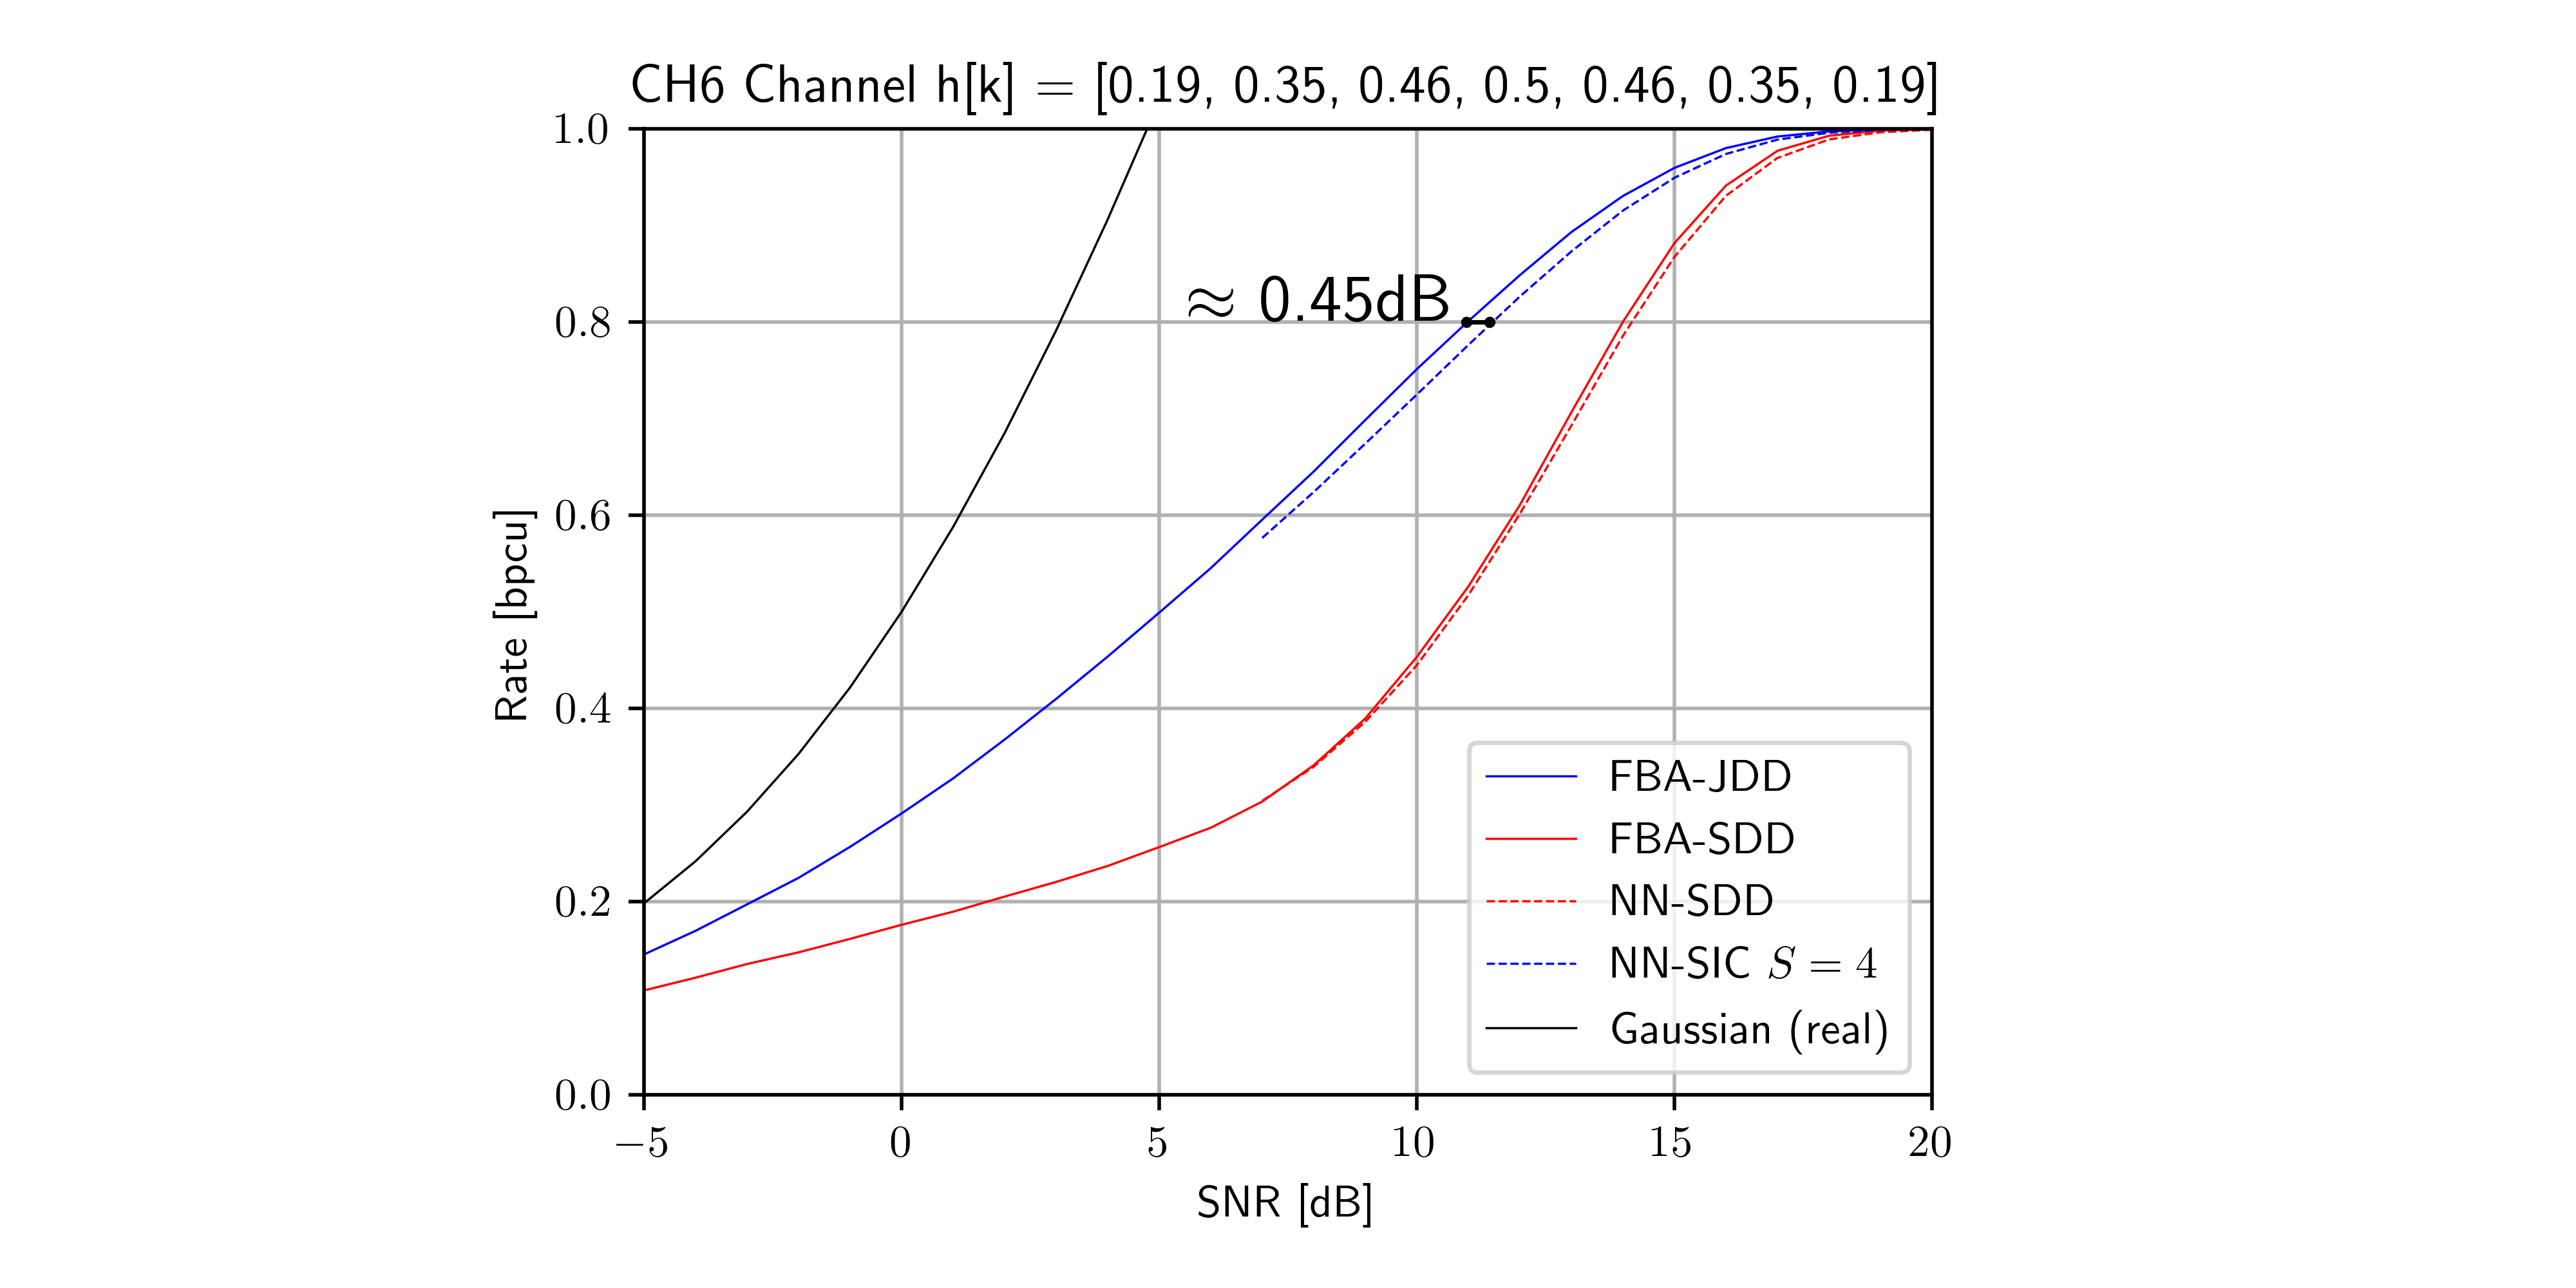 CH6 Channel h[k] = [0.19, 0.35, 0.46, 0.5, 0.46, 0.35, 0.19]
1.0
0.8
0.6
0.4
0.2
0.0
Rate [bpcu]
≈ 0.45dB
FBA-JDD
FBA-SDD
NN-SDD
NN-SIC S = 4
Gaussian (real)
−5 0 5 10 15 20
SNR [dB]